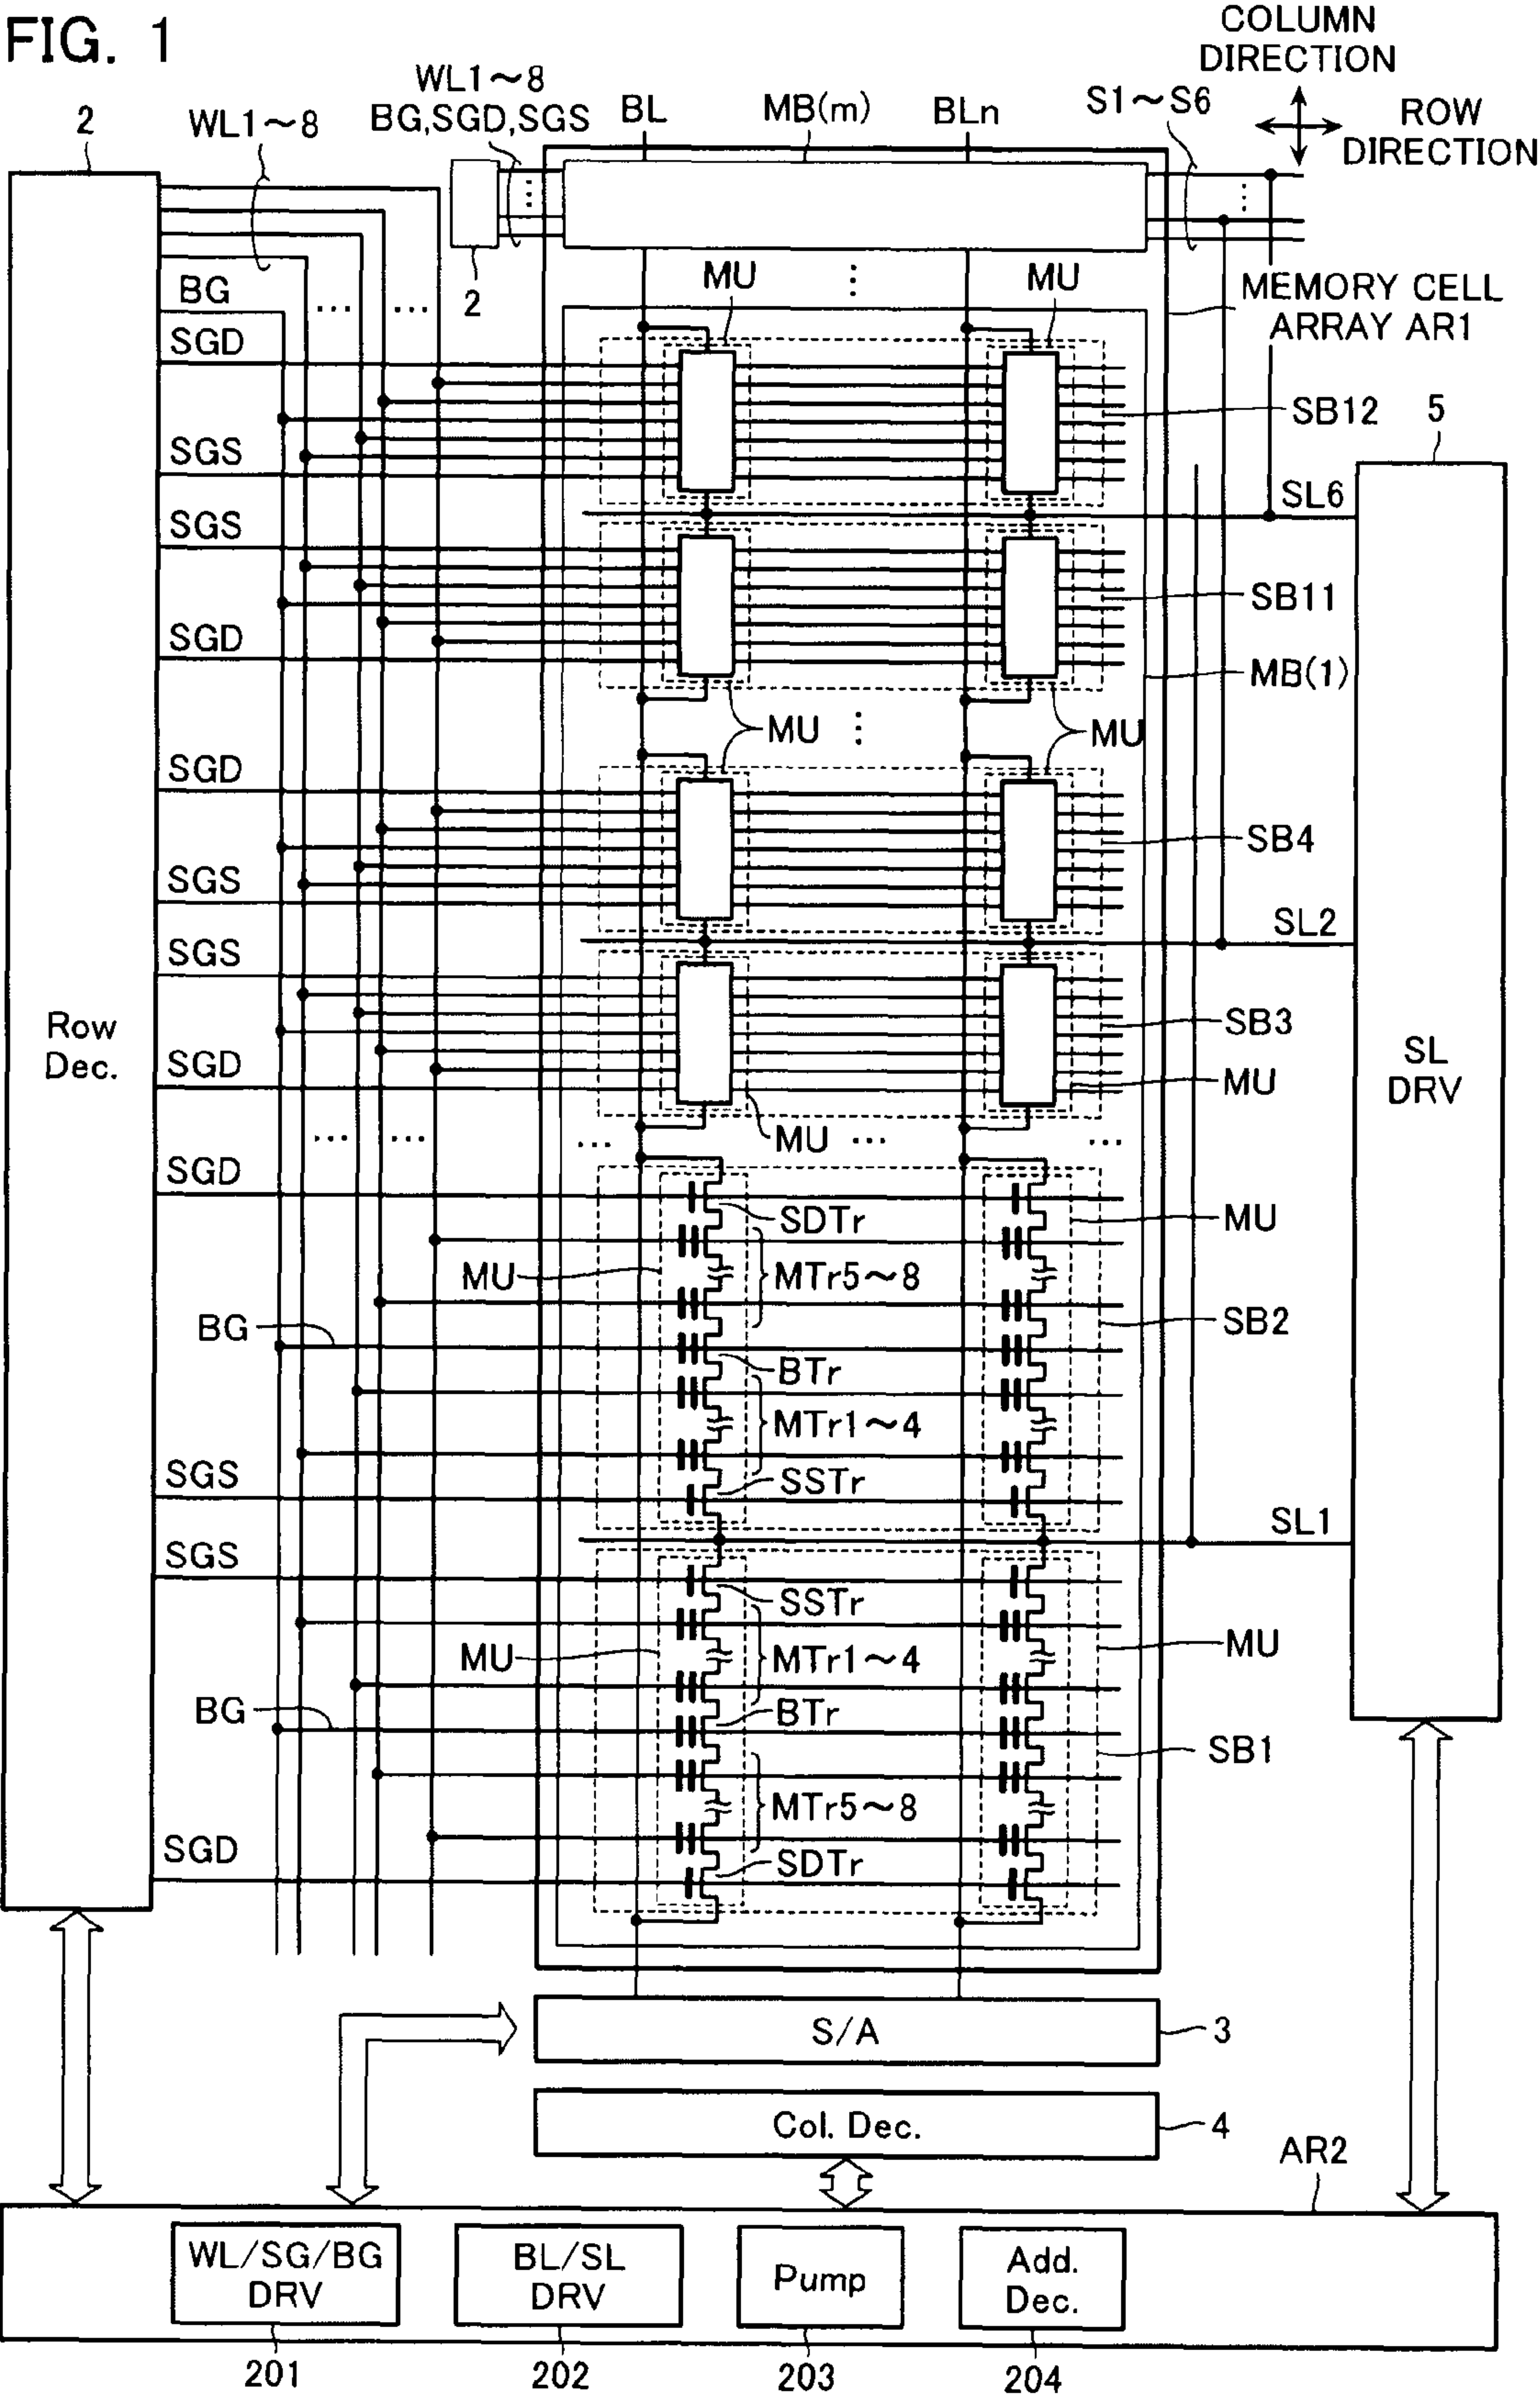 FIG. 1
COLUMN
DIRECTION
ROW
DIRECTION
2
WL1～8
WL1～8
BG,SGD,SGS
BL
MB(m)
BLn
S1～S6
2
MU
⋮
MU
MEMORY CELL
ARRAY AR1
BG
... ...
SGD
SB12
5
SGS
SL6
SGS
SB11
SGD
MB(1)
MU
⋮
MU
SGD
SB4
SGS
SL2
SGS
SB3
Row
Dec.
SL
DRV
SGD
MU
... ... ... MU ... ...
SGD
SDTr
MU
MU
MTr5～8
BG
SB2
BTr
MTr1～4
SGS
SSTr
SL1
SGS
SSTr
MU
MTr1～4
MU
BG
BTr
SB1
MTr5～8
SGD
SDTr
S/A
3
Col. Dec.
4
AR2
WL/SG/BG
DRV
BL/SL
DRV
Pump
Add.
Dec.
201
202
203
204